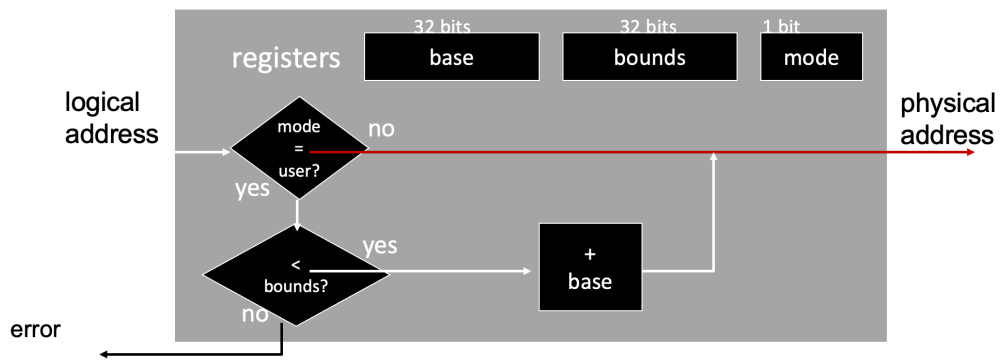 32 bits
32 bits
1 bit
registers
base
bounds
mode
logical
address
mode
=
user?
no
physical
address
yes
<
bounds?
yes
+
base
no
error